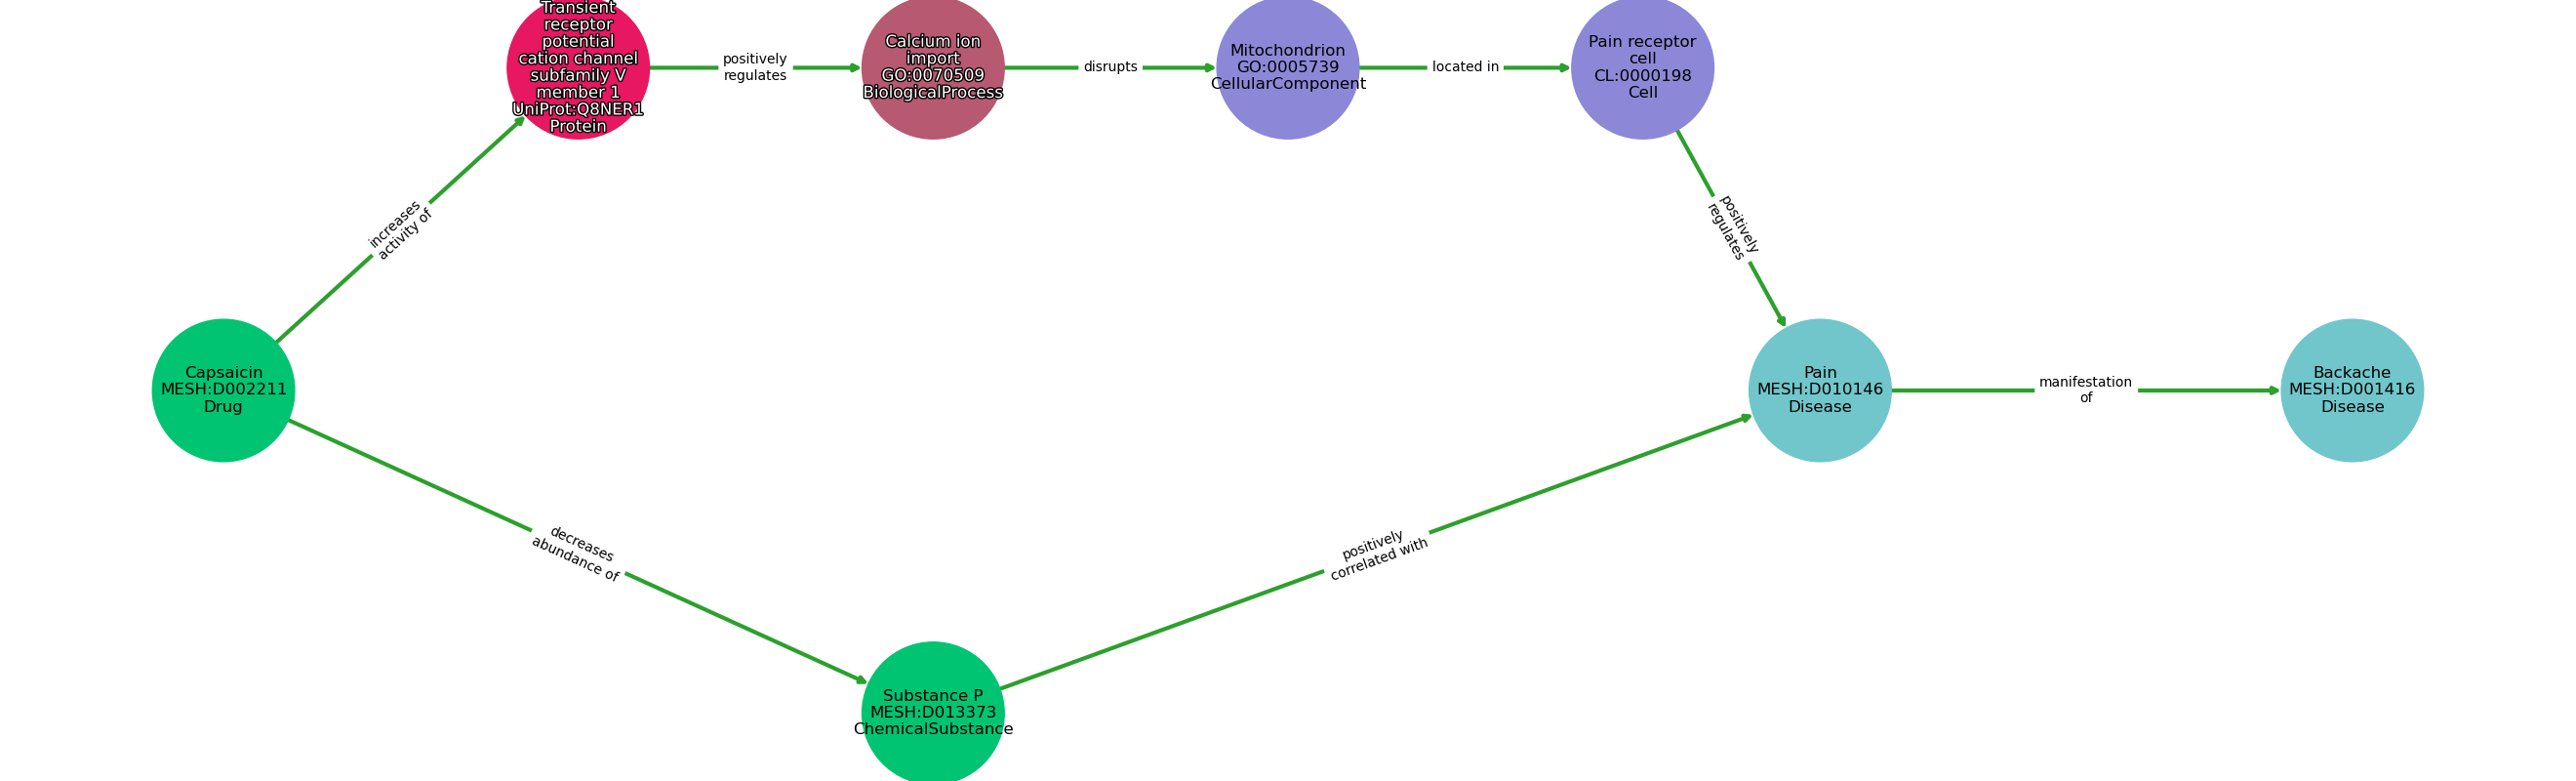 Transient
receptor
potential
cation channel
subfamily V
member 1
UniProt:Q8NER1
Protein
positively
regulates
Calcium ion
import
GO:0070509
BiologicalProcess
disrupts
Mitochondrion
GO:0005739
CellularComponent
located in
Pain receptor
cell
CL:0000198
Cell
increases
activity of
positively
regulates
Capsaicin
MESH:D002211
Drug
Pain
MESH:D010146
Disease
manifestation
of
Backache
MESH:D001416
Disease
decreases
abundance of
positively
correlated with
Substance P
MESH:D013373
ChemicalSubstance